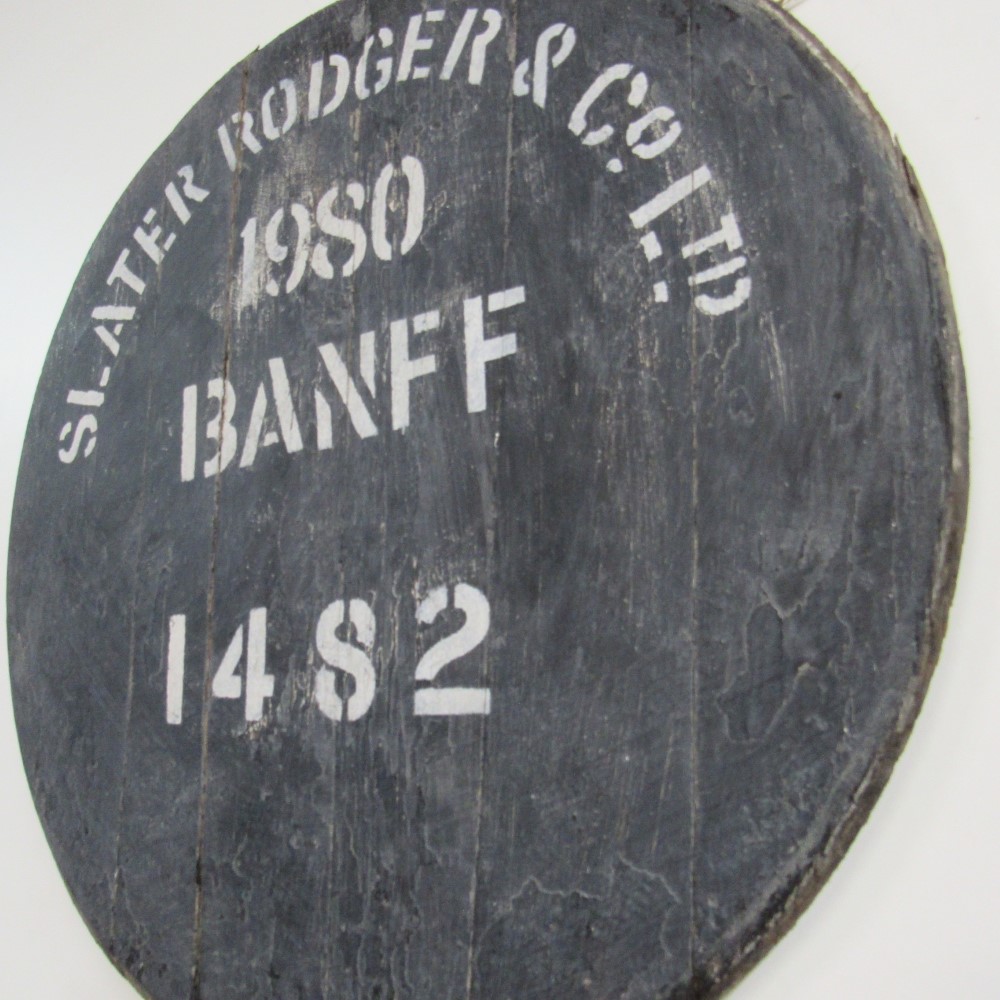 SLATER RODGER & Co. LTD.
1980
BANFF
1482